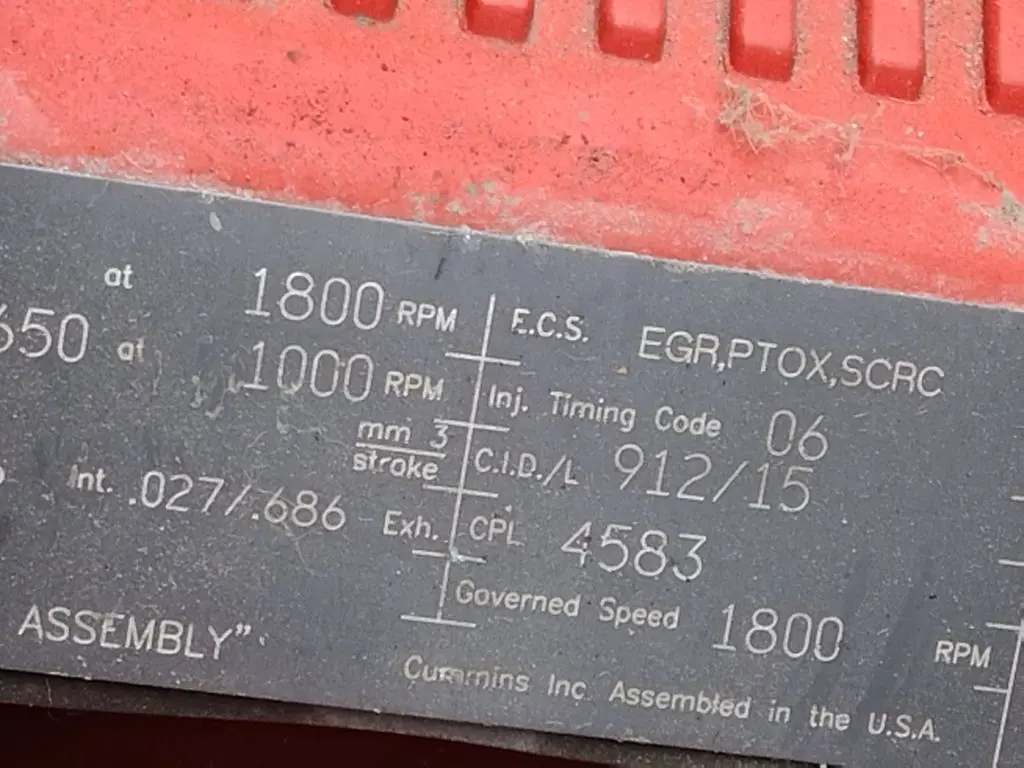 at 1800 RPM E.C.S. EGR,PTOX,SCRC
650 at 1000 RPM Inj. Timing Code 06
mm 3
stroke C.I.D./L 912/15
Int. .027/.686 Exh. CPL 4583
Governed Speed 1800 RPM
ASSEMBLY"
Cummins Inc. Assembled in the U.S.A.